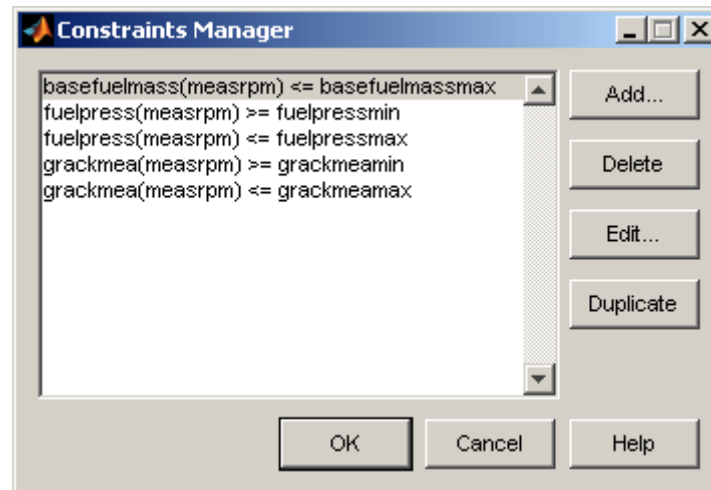 Constraints Manager
basefuelmass(measrpm) <= basefuelmassmax
fuelpress(measrpm) >= fuelpressmin
fuelpress(measrpm) <= fuelpressmax
grackmea(measrpm) >= grackmeamin
grackmea(measrpm) <= grackmeamax
Add...
Delete
Edit...
Duplicate
OK
Cancel
Help